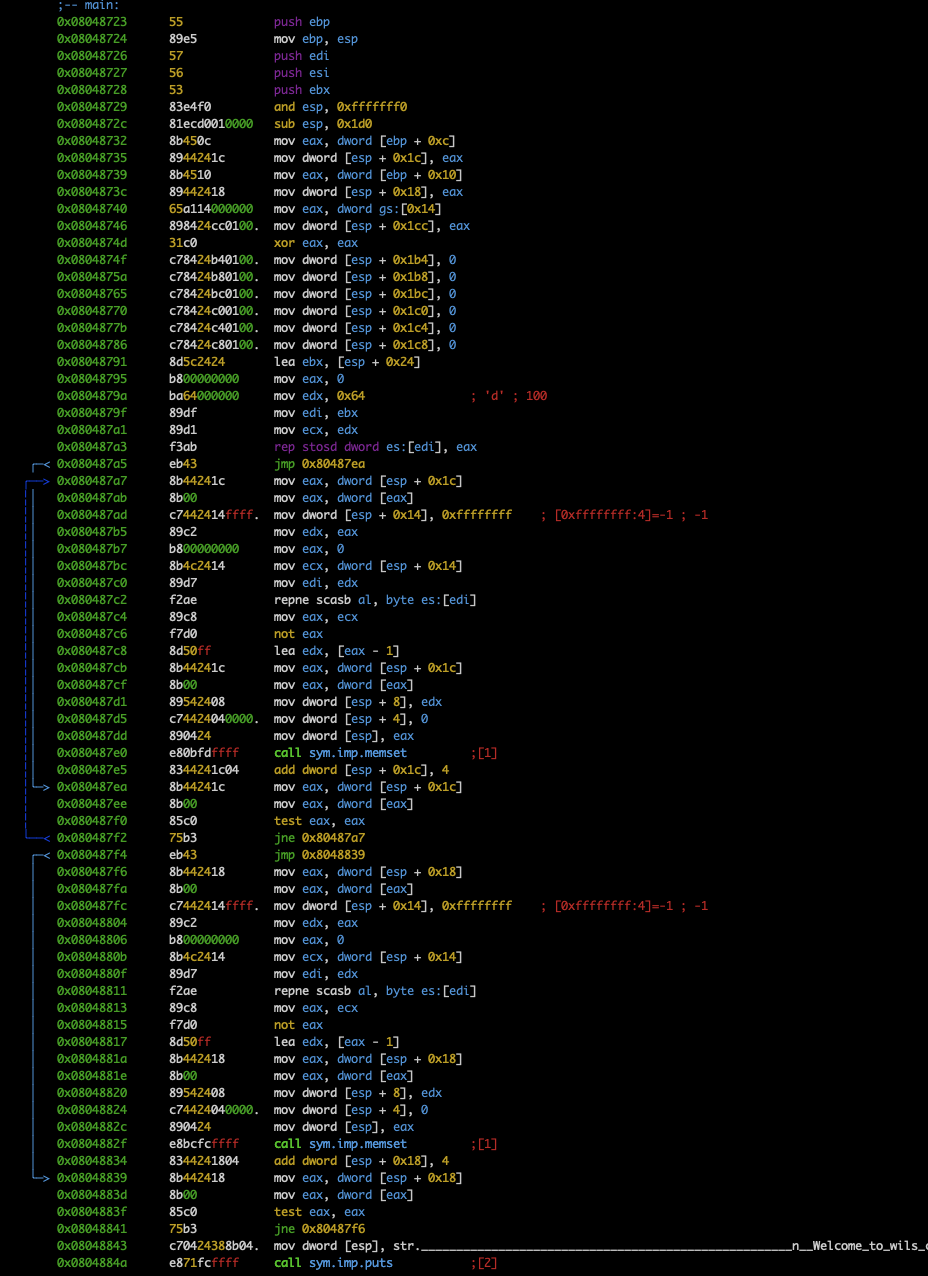 ;-- main:
0x08048723 55 push ebp
0x08048724 89e5 mov ebp, esp
0x08048726 57 push edi
0x08048727 56 push esi
0x08048728 53 push ebx
0x08048729 83e4f0 and esp, 0xfffffff0
0x0804872c 81ecd0010000 sub esp, 0x1d0
0x08048732 8b450c mov eax, dword [ebp + 0xc]
0x08048735 8944241c mov dword [esp + 0x1c], eax
0x08048739 8b4510 mov eax, dword [ebp + 0x10]
0x0804873c 89442418 mov dword [esp + 0x18], eax
0x08048740 65a114000000 mov eax, dword gs:[0x14]
0x08048746 898424cc0100. mov dword [esp + 0x1cc], eax
0x0804874d 31c0 xor eax, eax
0x0804874f c78424b40100. mov dword [esp + 0x1b4], 0
0x0804875a c78424b80100. mov dword [esp + 0x1b8], 0
0x08048765 c78424bc0100. mov dword [esp + 0x1bc], 0
0x08048770 c78424c00100. mov dword [esp + 0x1c0], 0
0x0804877b c78424c40100. mov dword [esp + 0x1c4], 0
0x08048786 c78424c80100. mov dword [esp + 0x1c8], 0
0x08048791 8d5c2424 lea ebx, [esp + 0x24]
0x08048795 b800000000 mov eax, 0
0x0804879a ba64000000 mov edx, 0x64 ; 'd' ; 100
0x0804879f 89df mov edi, ebx
0x080487a1 89d1 mov ecx, edx
0x080487a3 f3ab rep stosd dword es:[edi], eax
0x080487a5 eb43 jmp 0x80487ea
0x080487a7 8b44241c mov eax, dword [esp + 0x1c]
0x080487ab 8b00 mov eax, dword [eax]
0x080487ad c7442414ffff. mov dword [esp + 0x14], 0xffffffff ; [0xffffffff:4]=-1 ; -1
0x080487b5 89c2 mov edx, eax
0x080487b7 b800000000 mov eax, 0
0x080487bc 8b4c2414 mov ecx, dword [esp + 0x14]
0x080487c0 89d7 mov edi, edx
0x080487c2 f2ae repne scasb al, byte es:[edi]
0x080487c4 89c8 mov eax, ecx
0x080487c6 f7d0 not eax
0x080487c8 8d50ff lea edx, [eax - 1]
0x080487cb 8b44241c mov eax, dword [esp + 0x1c]
0x080487cf 8b00 mov eax, dword [eax]
0x080487d1 89542408 mov dword [esp + 8], edx
0x080487d5 c74424040000. mov dword [esp + 4], 0
0x080487dd 890424 mov dword [esp], eax
0x080487e0 e80bfdffff call sym.imp.memset ;[1]
0x080487e5 8344241c04 add dword [esp + 0x1c], 4
0x080487ea 8b44241c mov eax, dword [esp + 0x1c]
0x080487ee 8b00 mov eax, dword [eax]
0x080487f0 85c0 test eax, eax
0x080487f2 75b3 jne 0x80487a7
0x080487f4 eb43 jmp 0x8048839
0x080487f6 8b442418 mov eax, dword [esp + 0x18]
0x080487fa 8b00 mov eax, dword [eax]
0x080487fc c7442414ffff. mov dword [esp + 0x14], 0xffffffff ; [0xffffffff:4]=-1 ; -1
0x08048804 89c2 mov edx, eax
0x08048806 b800000000 mov eax, 0
0x0804880b 8b4c2414 mov ecx, dword [esp + 0x14]
0x0804880f 89d7 mov edi, edx
0x08048811 f2ae repne scasb al, byte es:[edi]
0x08048813 89c8 mov eax, ecx
0x08048815 f7d0 not eax
0x08048817 8d50ff lea edx, [eax - 1]
0x0804881a 8b442418 mov eax, dword [esp + 0x18]
0x0804881e 8b00 mov eax, dword [eax]
0x08048820 89542408 mov dword [esp + 8], edx
0x08048824 c74424040000. mov dword [esp + 4], 0
0x0804882c 890424 mov dword [esp], eax
0x0804882f e8bcfcffff call sym.imp.memset ;[1]
0x08048834 8344241804 add dword [esp + 0x18], 4
0x08048839 8b442418 mov eax, dword [esp + 0x18]
0x0804883d 8b00 mov eax, dword [eax]
0x0804883f 85c0 test eax, eax
0x08048841 75b3 jne 0x80487f6
0x08048843 c70424388b04. mov dword [esp], str._____________________________________________________n__Welcome_to_wils_
0x0804884a e871fcffff call sym.imp.puts ;[2]